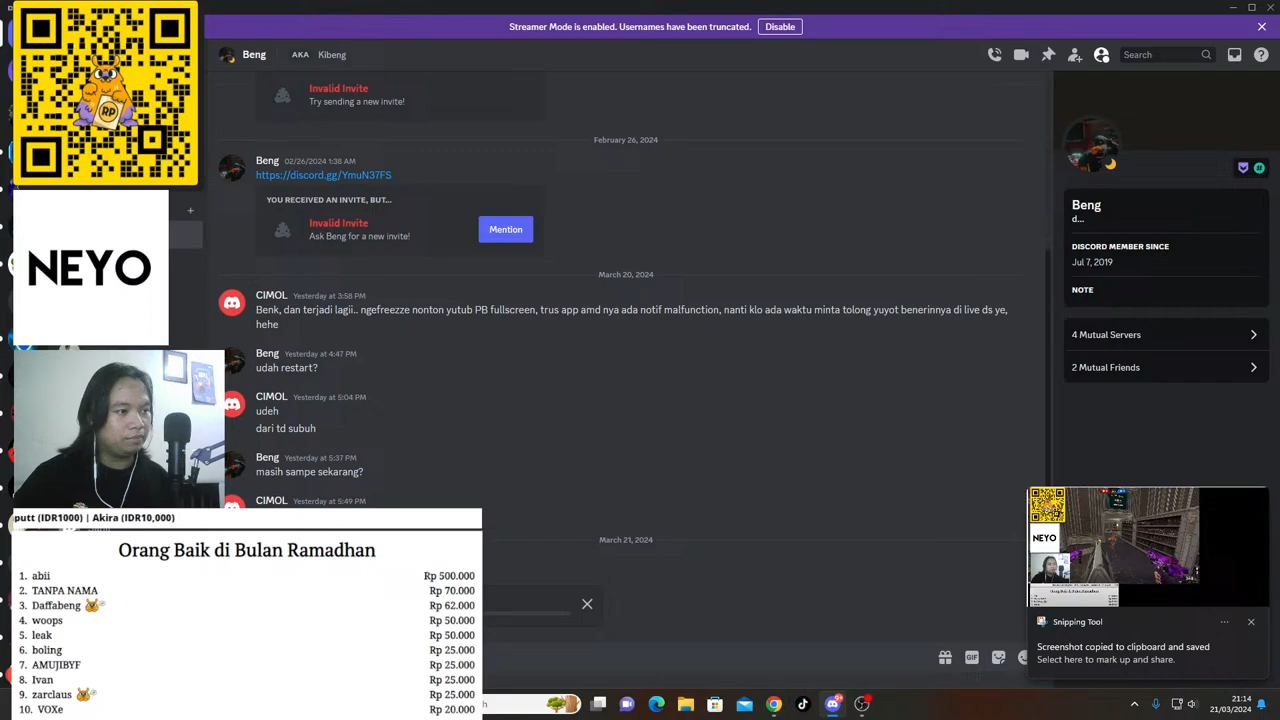 Streamer Mode is enabled. Usernames have been truncated.
Disable
Beng
AKA
Kibeng
Search
RP
Invalid Invite
Try sending a new invite!
February 26, 2024
Beng 02/26/2024 1:38 AM
https://discord.gg/YmuN37FS
YOU RECEIVED AN INVITE, BUT...
Invalid Invite
Ask Beng for a new invite!
Mention
March 20, 2024
CIMOL Yesterday at 3:58 PM
Benk, dan terjadi lagii.. ngefreezze nonton yutub PB fullscreen, trus app amd nya ada notif malfunction, nanti klo ada waktu minta tolong yuyot benerinnya di live ds ye,
hehe
Beng Yesterday at 4:47 PM
udah restart?
CIMOL Yesterday at 5:04 PM
udeh
dari td subuh
Beng Yesterday at 5:37 PM
masih sampe sekarang?
CIMOL Yesterday at 5:49 PM
March 21, 2024
NEYO
Beng
d...
DISCORD MEMBER SINCE
Jul 7, 2019
NOTE
4 Mutual Servers
2 Mutual Friends
putt (IDR1000) | Akira (IDR10,000)
Orang Baik di Bulan Ramadhan
1. abii Rp 500.000
2. TANPA NAMA Rp 70.000
3. Daffabeng Rp 62.000
4. woops Rp 50.000
5. leak Rp 50.000
6. boling Rp 25.000
7. AMUJIBYF Rp 25.000
8. Ivan Rp 25.000
9. zarclaus Rp 25.000
10. VOXe Rp 20.000
NEYO
Snipping Tool
Screenshot copied to clipboard and saved
Select here to mark up and share.
GIF
21:14
21/03/2024